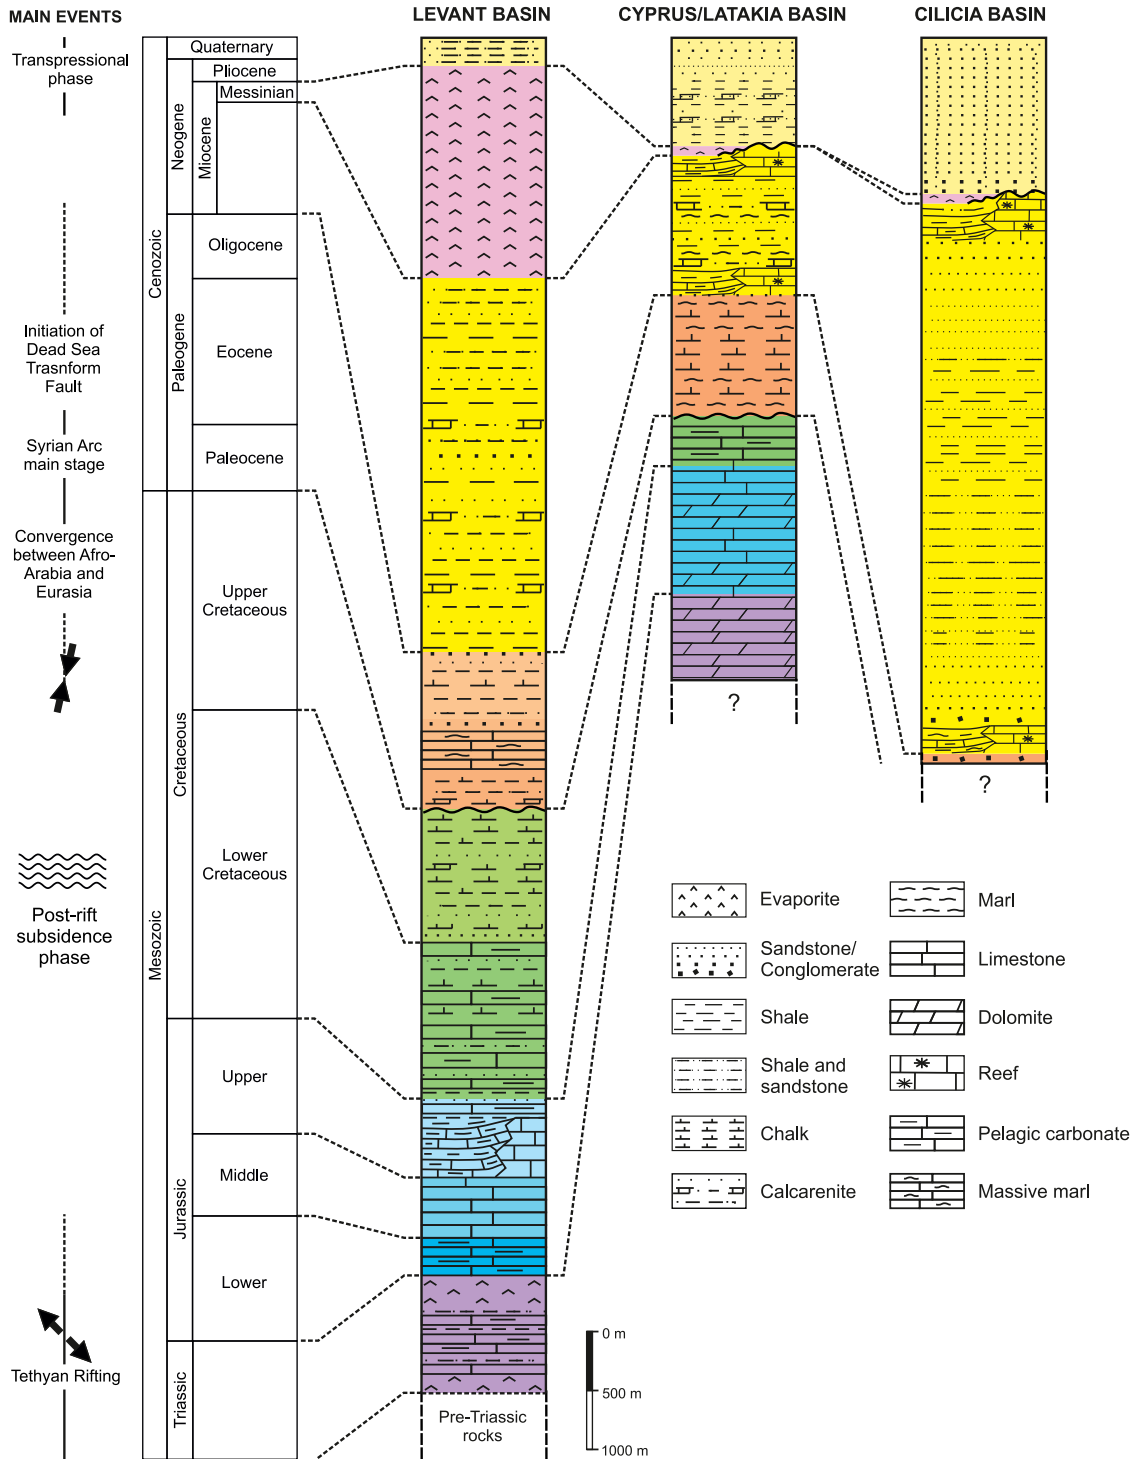 MAIN EVENTS
LEVANT BASIN
CYPRUS/LATAKIA BASIN
CILICIA BASIN
Transpressional
phase
Initiation of
Dead Sea
Trasnform
Fault
Syrian Arc
main stage
Convergence
between Afro-
Arabia and
Eurasia
Post-rift
subsidence
phase
Tethyan Rifting
Cenozoic
Mesozoic
Neogene
Paleogene
Cretaceous
Jurassic
Triassic
Quaternary
Pliocene
Miocene
Messinian
Oligocene
Eocene
Paleocene
Upper
Cretaceous
Lower
Cretaceous
Upper
Middle
Lower
Pre-Triassic
rocks
?
?
0 m
500 m
1000 m
Evaporite
Sandstone/
Conglomerate
Shale
Shale and
sandstone
Chalk
Calcarenite
Marl
Limestone
Dolomite
Reef
Pelagic carbonate
Massive marl